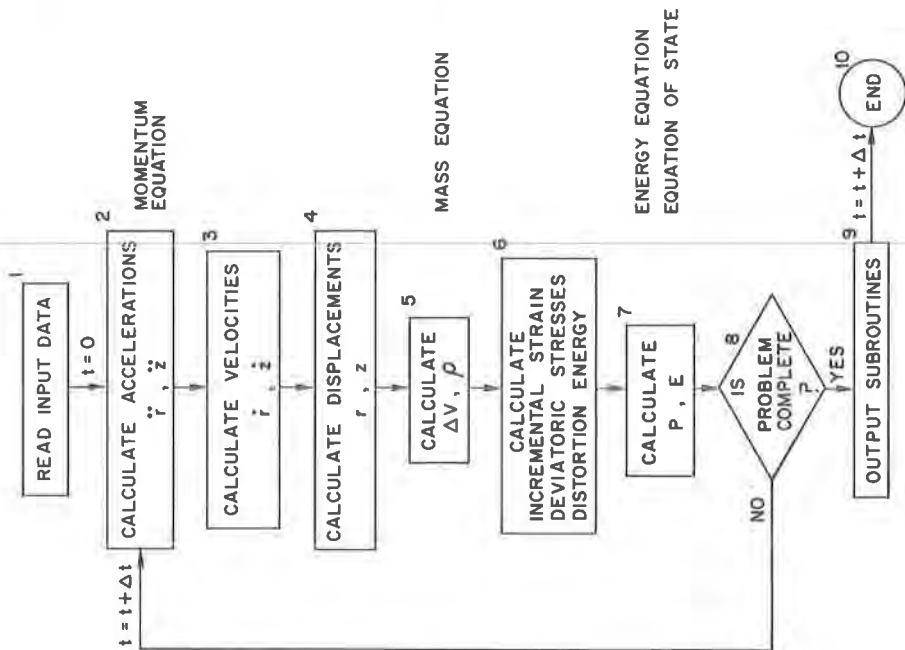 1
READ INPUT DATA
t = 0
t = t + Δt
2
CALCULATE ACCELERATIONS
r̈ , z̈
MOMENTUM
EQUATION
3
CALCULATE VELOCITIES
ṙ , ż
4
CALCULATE DISPLACEMENTS
r , z
5
CALCULATE
ΔV, ρ
MASS EQUATION
6
CALCULATE
INCREMENTAL STRAIN
DEVIATORIC STRESSES
DISTORTION ENERGY
7
CALCULATE
P , E
ENERGY EQUATION
EQUATION OF STATE
8
IS
PROBLEM
COMPLETE
?
NO
YES
9
OUTPUT SUBROUTINES
t = t + Δt
10
END